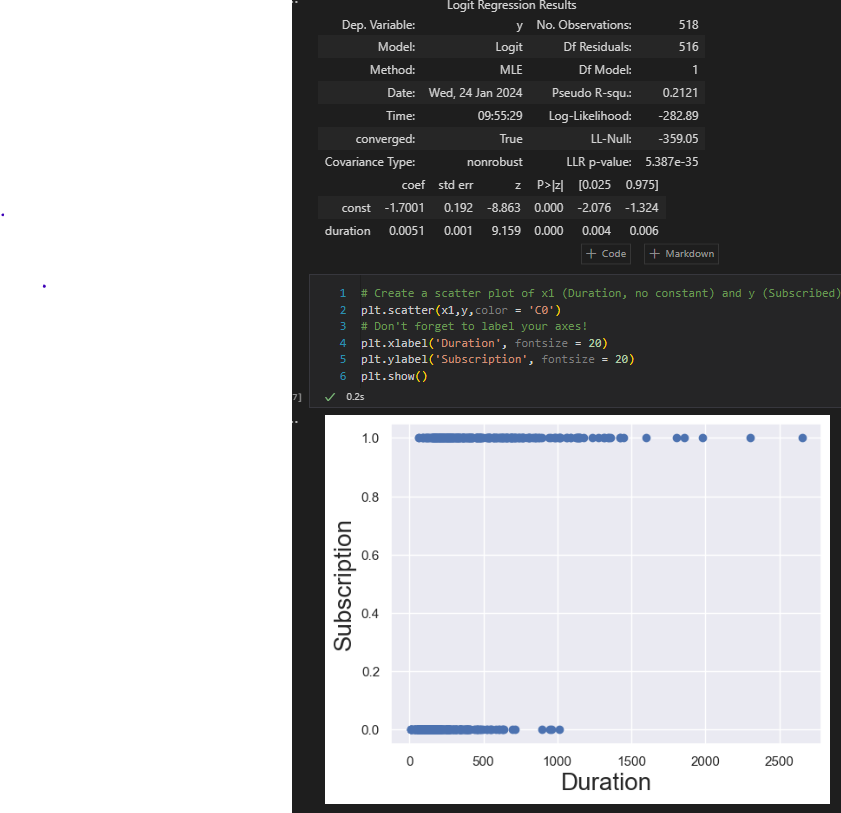 Logit Regression Results
Dep. Variable: y No. Observations: 518
Model: Logit Df Residuals: 516
Method: MLE Df Model: 1
Date: Wed, 24 Jan 2024 Pseudo R-squ.: 0.2121
Time: 09:55:29 Log-Likelihood: -282.89
converged: True LL-Null: -359.05
Covariance Type: nonrobust LLR p-value: 5.387e-35
coef std err z P>|z| [0.025 0.975]
const -1.7001 0.192 -8.863 0.000 -2.076 -1.324
duration 0.0051 0.001 9.159 0.000 0.004 0.006
+ Code + Markdown
1 # Create a scatter plot of x1 (Duration, no constant) and y (Subscribed)
2 plt.scatter(x1,y,color = 'C0')
3 # Don't forget to label your axes!
4 plt.xlabel('Duration', fontsize = 20)
5 plt.ylabel('Subscription', fontsize = 20)
6 plt.show()
7] 0.2s
1.0
0.8
0.6
0.4
0.2
0.0
Subscription
0 500 1000 1500 2000 2500
Duration